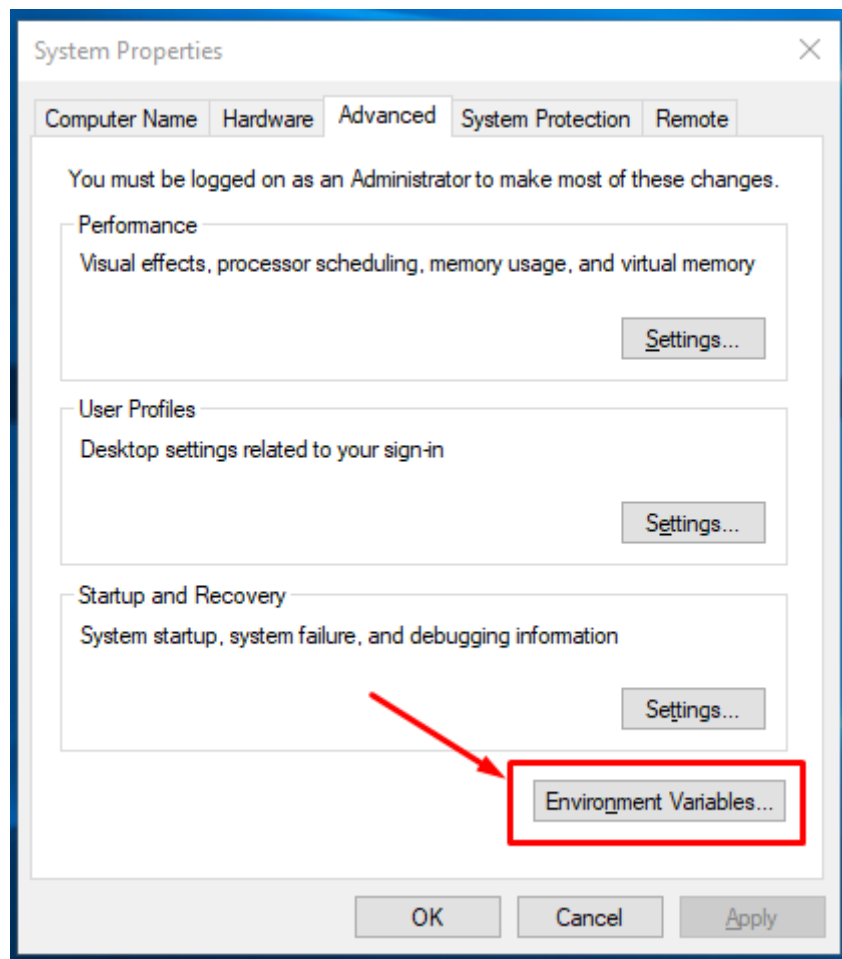 System Properties
Computer Name Hardware Advanced System Protection Remote
You must be logged on as an Administrator to make most of these changes.
Performance
Visual effects, processor scheduling, memory usage, and virtual memory
Settings...
User Profiles
Desktop settings related to your sign-in
Settings...
Startup and Recovery
System startup, system failure, and debugging information
Settings...
Environment Variables...
OK Cancel Apply